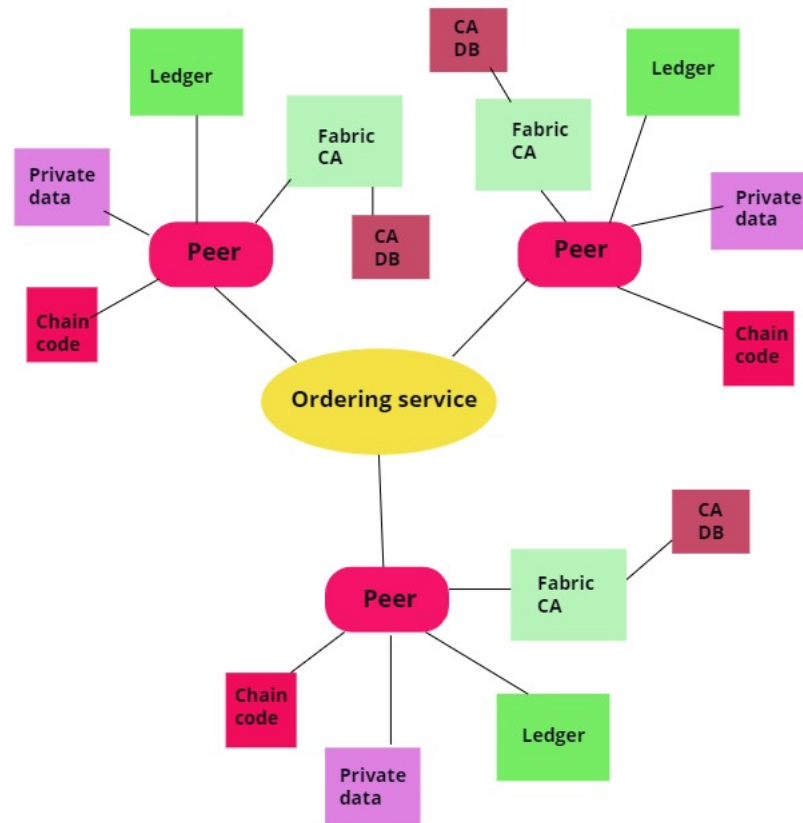 CA
DB
Ledger
Ledger
Fabric
CA
Fabric
CA
Private
data
Private
data
CA
DB
Peer
Peer
Chain
code
Chain
code
Ordering service
CA
DB
Peer
Fabric
CA
Chain
code
Ledger
Private
data